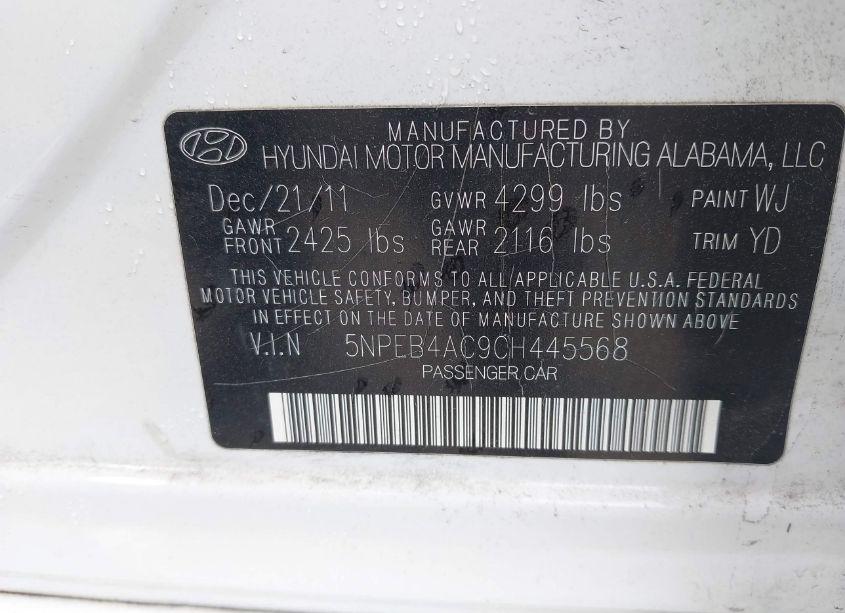 MANUFACTURED BY
HYUNDAI MOTOR MANUFACTURING ALABAMA, LLC
Dec/21/11 GVWR 4299 lbs PAINT WJ
GAWR FRONT 2425 lbs GAWR REAR 2116 lbs TRIM YD
THIS VEHICLE CONFORMS TO ALL APPLICABLE U.S.A. FEDERAL
MOTOR VEHICLE SAFETY, BUMPER, AND THEFT PREVENTION STANDARDS
IN EFFECT ON THE DATE OF MANUFACTURE SHOWN ABOVE
V.I.N 5NPEB4AC9CH445568
PASSENGER CAR